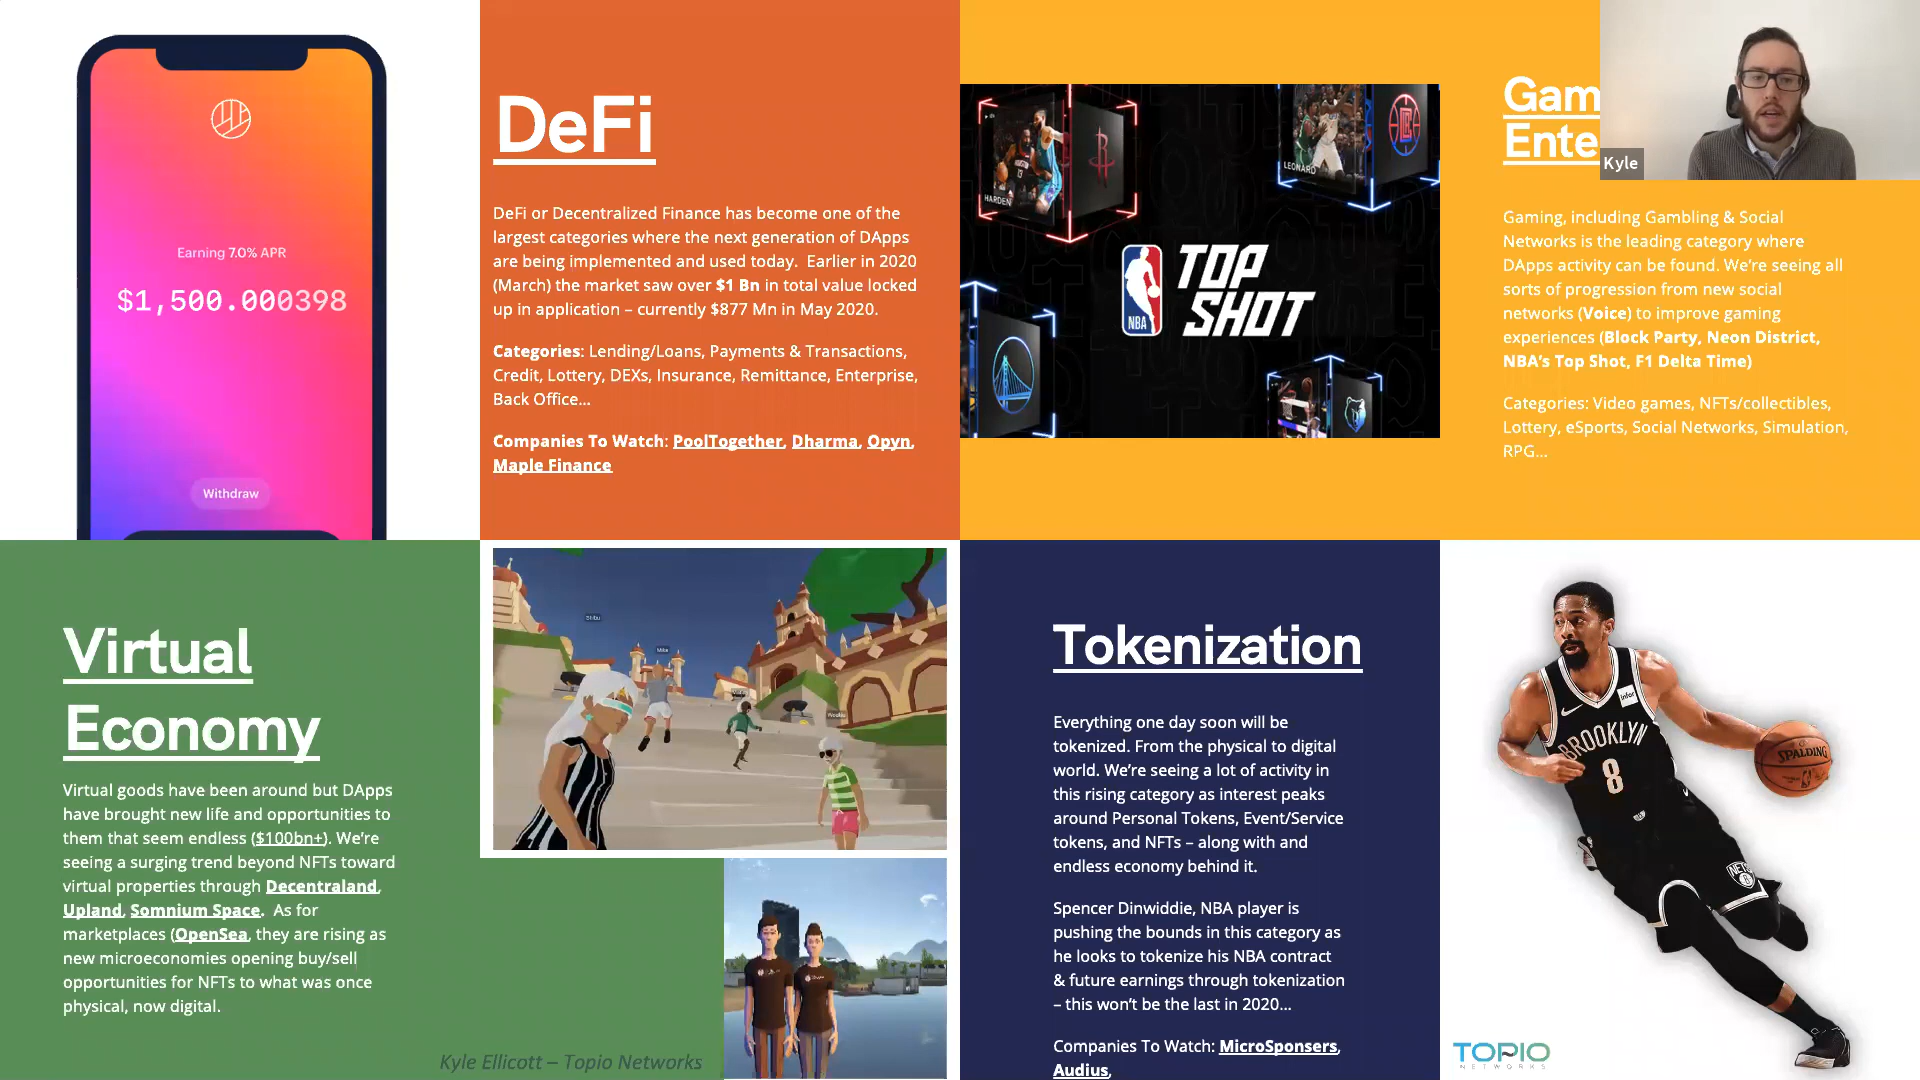 Earning 7.0% APR
$1,500.000398
Withdraw
DeFi
DeFi or Decentralized Finance has become one of the
largest categories where the next generation of DApps
are being implemented and used today.  Earlier in 2020
(March) the market saw over $1 Bn in total value locked
up in application – currently $877 Mn in May 2020.
Categories: Lending/Loans, Payments & Transactions,
Credit, Lottery, DEXs, Insurance, Remittance, Enterprise,
Back Office...
Companies To Watch: PoolTogether, Dharma, Opyn,
Maple Finance
HARDEN
LEONARD
NBA
TOP
SHOT
Gam
Ente
Kyle
Gaming, including Gambling & Social
Networks is the leading category where
DApps activity can be found. We're seeing all
sorts of progression from new social
networks (Voice) to improve gaming
experiences (Block Party, Neon District,
NBA's Top Shot, F1 Delta Time)
Categories: Video games, NFTs/collectibles,
Lottery, eSports, Social Networks, Simulation,
RPG...
Virtual
Economy
Virtual goods have been around but DApps
have brought new life and opportunities to
them that seem endless ($100bn+). We're
seeing a surging trend beyond NFTs toward
virtual properties through Decentraland,
Upland, Somnium Space.  As for
marketplaces (OpenSea, they are rising as
new microeconomies opening buy/sell
opportunities for NFTs to what was once
physical, now digital.
Mike
Kyle Ellicott – Topio Networks
Tokenization
Everything one day soon will be
tokenized. From the physical to digital
world. We're seeing a lot of activity in
this rising category as interest peaks
around Personal Tokens, Event/Service
tokens, and NFTs – along with and
endless economy behind it.
Spencer Dinwiddie, NBA player is
pushing the bounds in this category as
he looks to tokenize his NBA contract
& future earnings through tokenization
– this won't be the last in 2020...
Companies To Watch: MicroSponsers,
Audius,
infor
BROOKLYN
8
SPALDING
NETS
TOPIO
NETWORKS